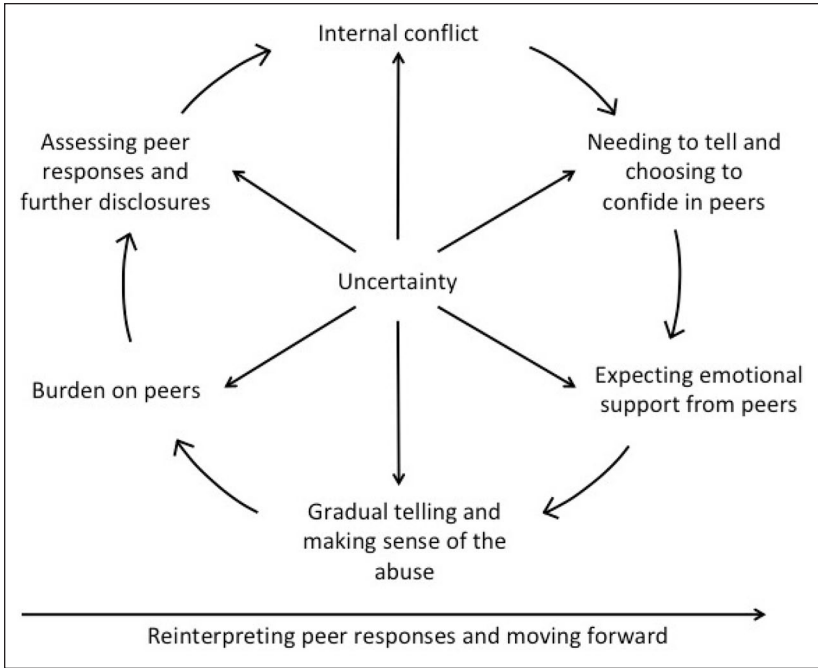 Internal conflict
Needing to tell and
choosing to
confide in peers
Expecting emotional
support from peers
Gradual telling and
making sense of the
abuse
Burden on peers
Assessing peer
responses and
further disclosures
Uncertainty
Reinterpreting peer responses and moving forward